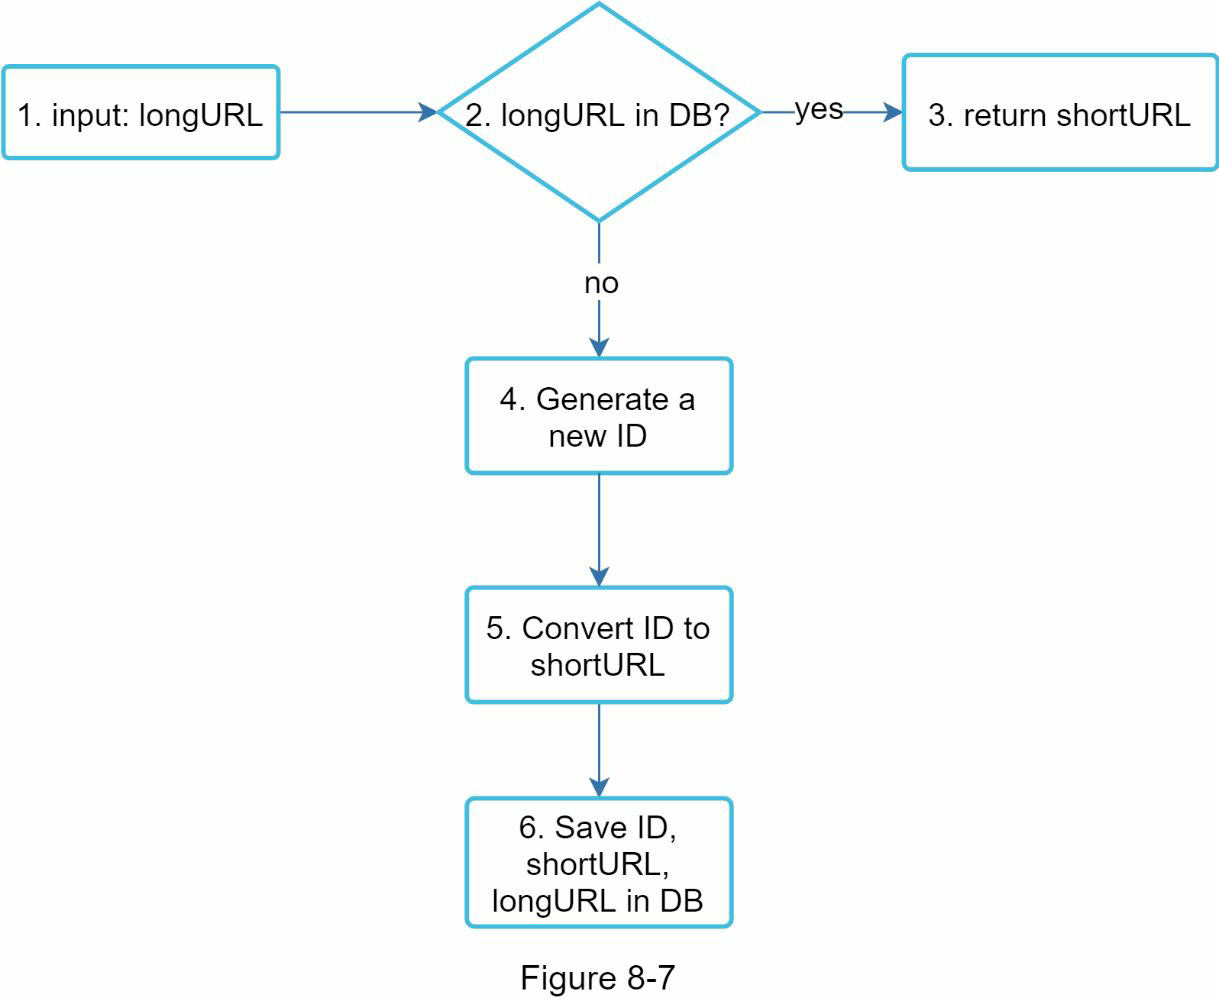 1. input: longURL
2. longURL in DB?
yes
3. return shortURL
no
4. Generate a
new ID
5. Convert ID to
shortURL
6. Save ID,
shortURL,
longURL in DB
Figure 8-7